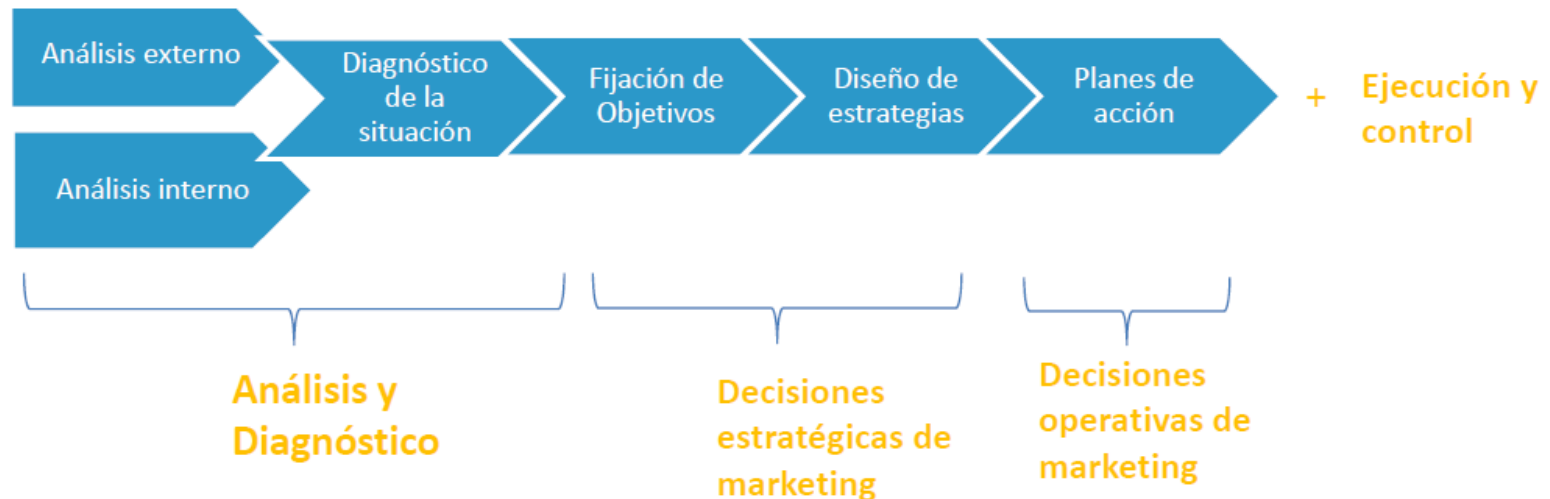 Análisis externo
Análisis interno
Diagnóstico
de la
situación
Fijación de
Objetivos
Diseño de
estrategias
Planes de
acción
+
Ejecución y
control
Análisis y
Diagnóstico
Decisiones
estratégicas de
marketing
Decisiones
operativas de
marketing